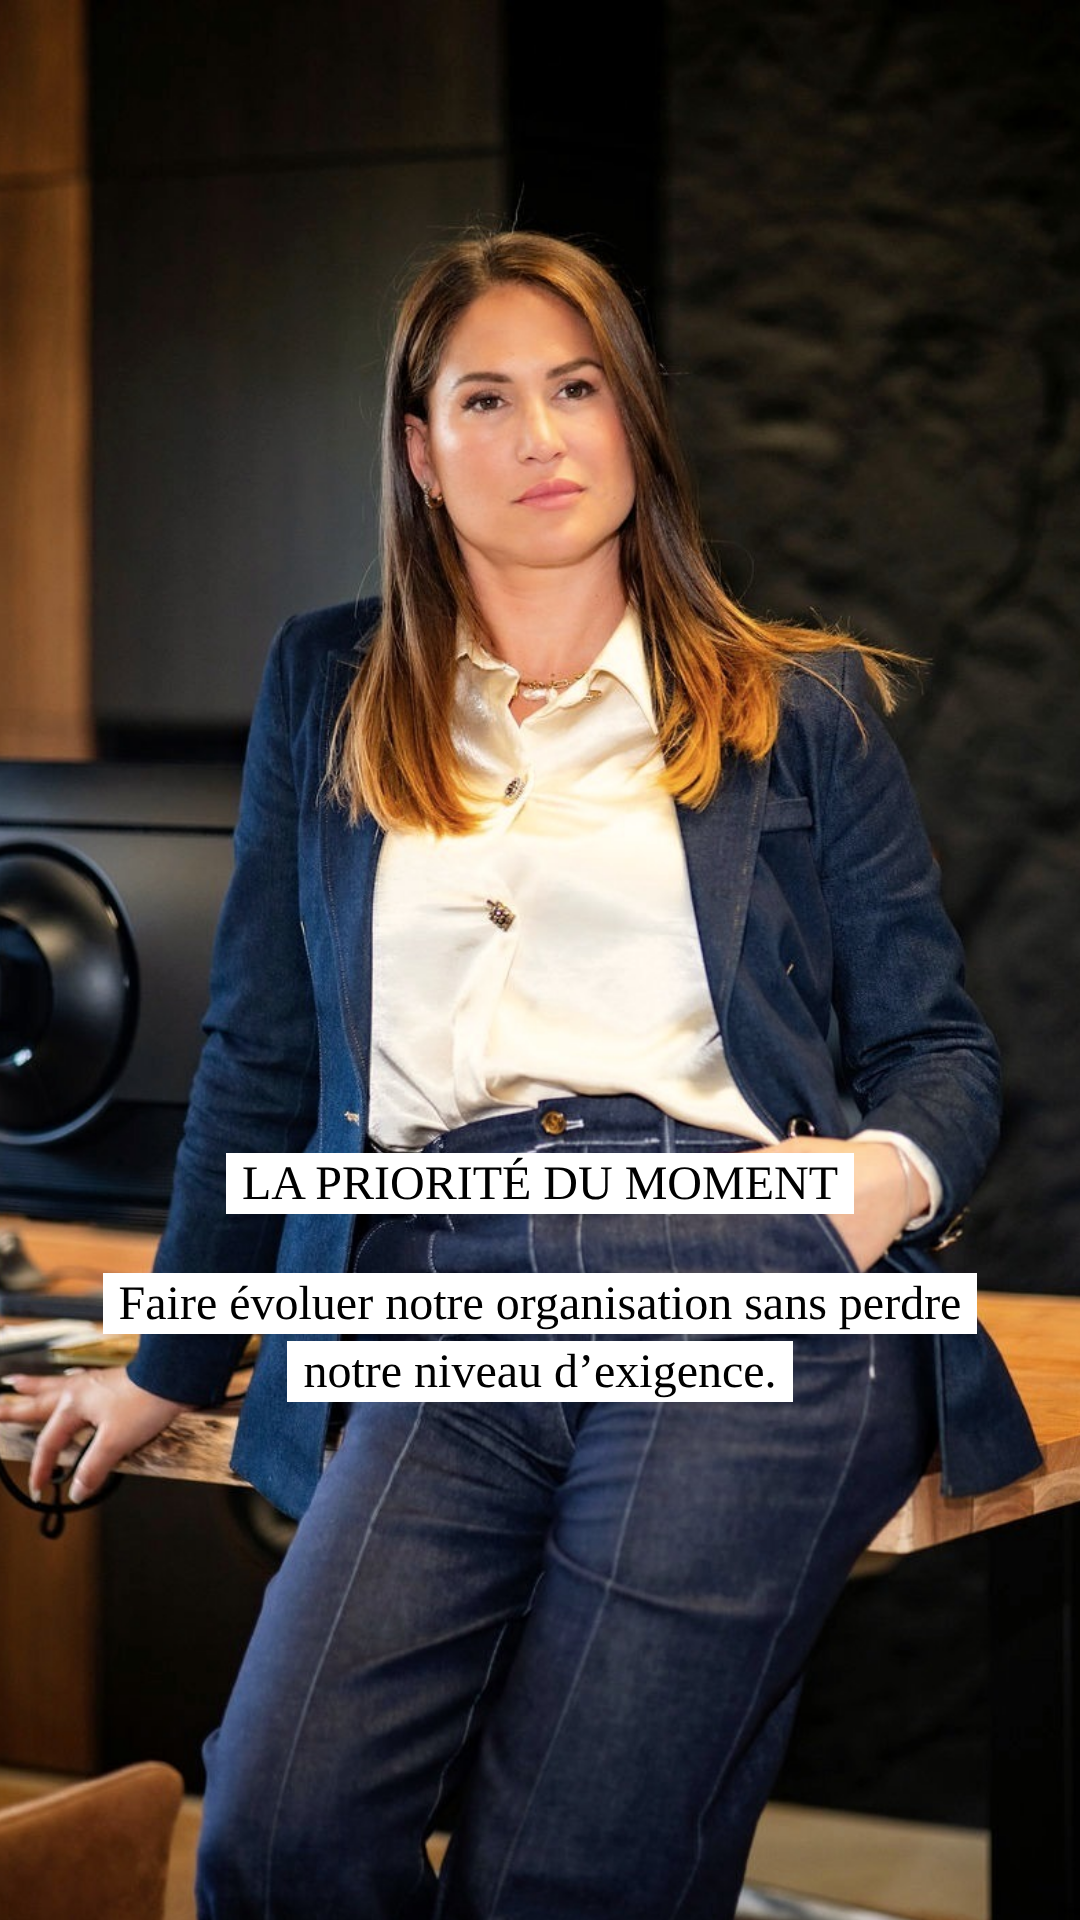 LA PRIORITÉ DU MOMENT
Faire évoluer notre organisation sans perdre
notre niveau d’exigence.